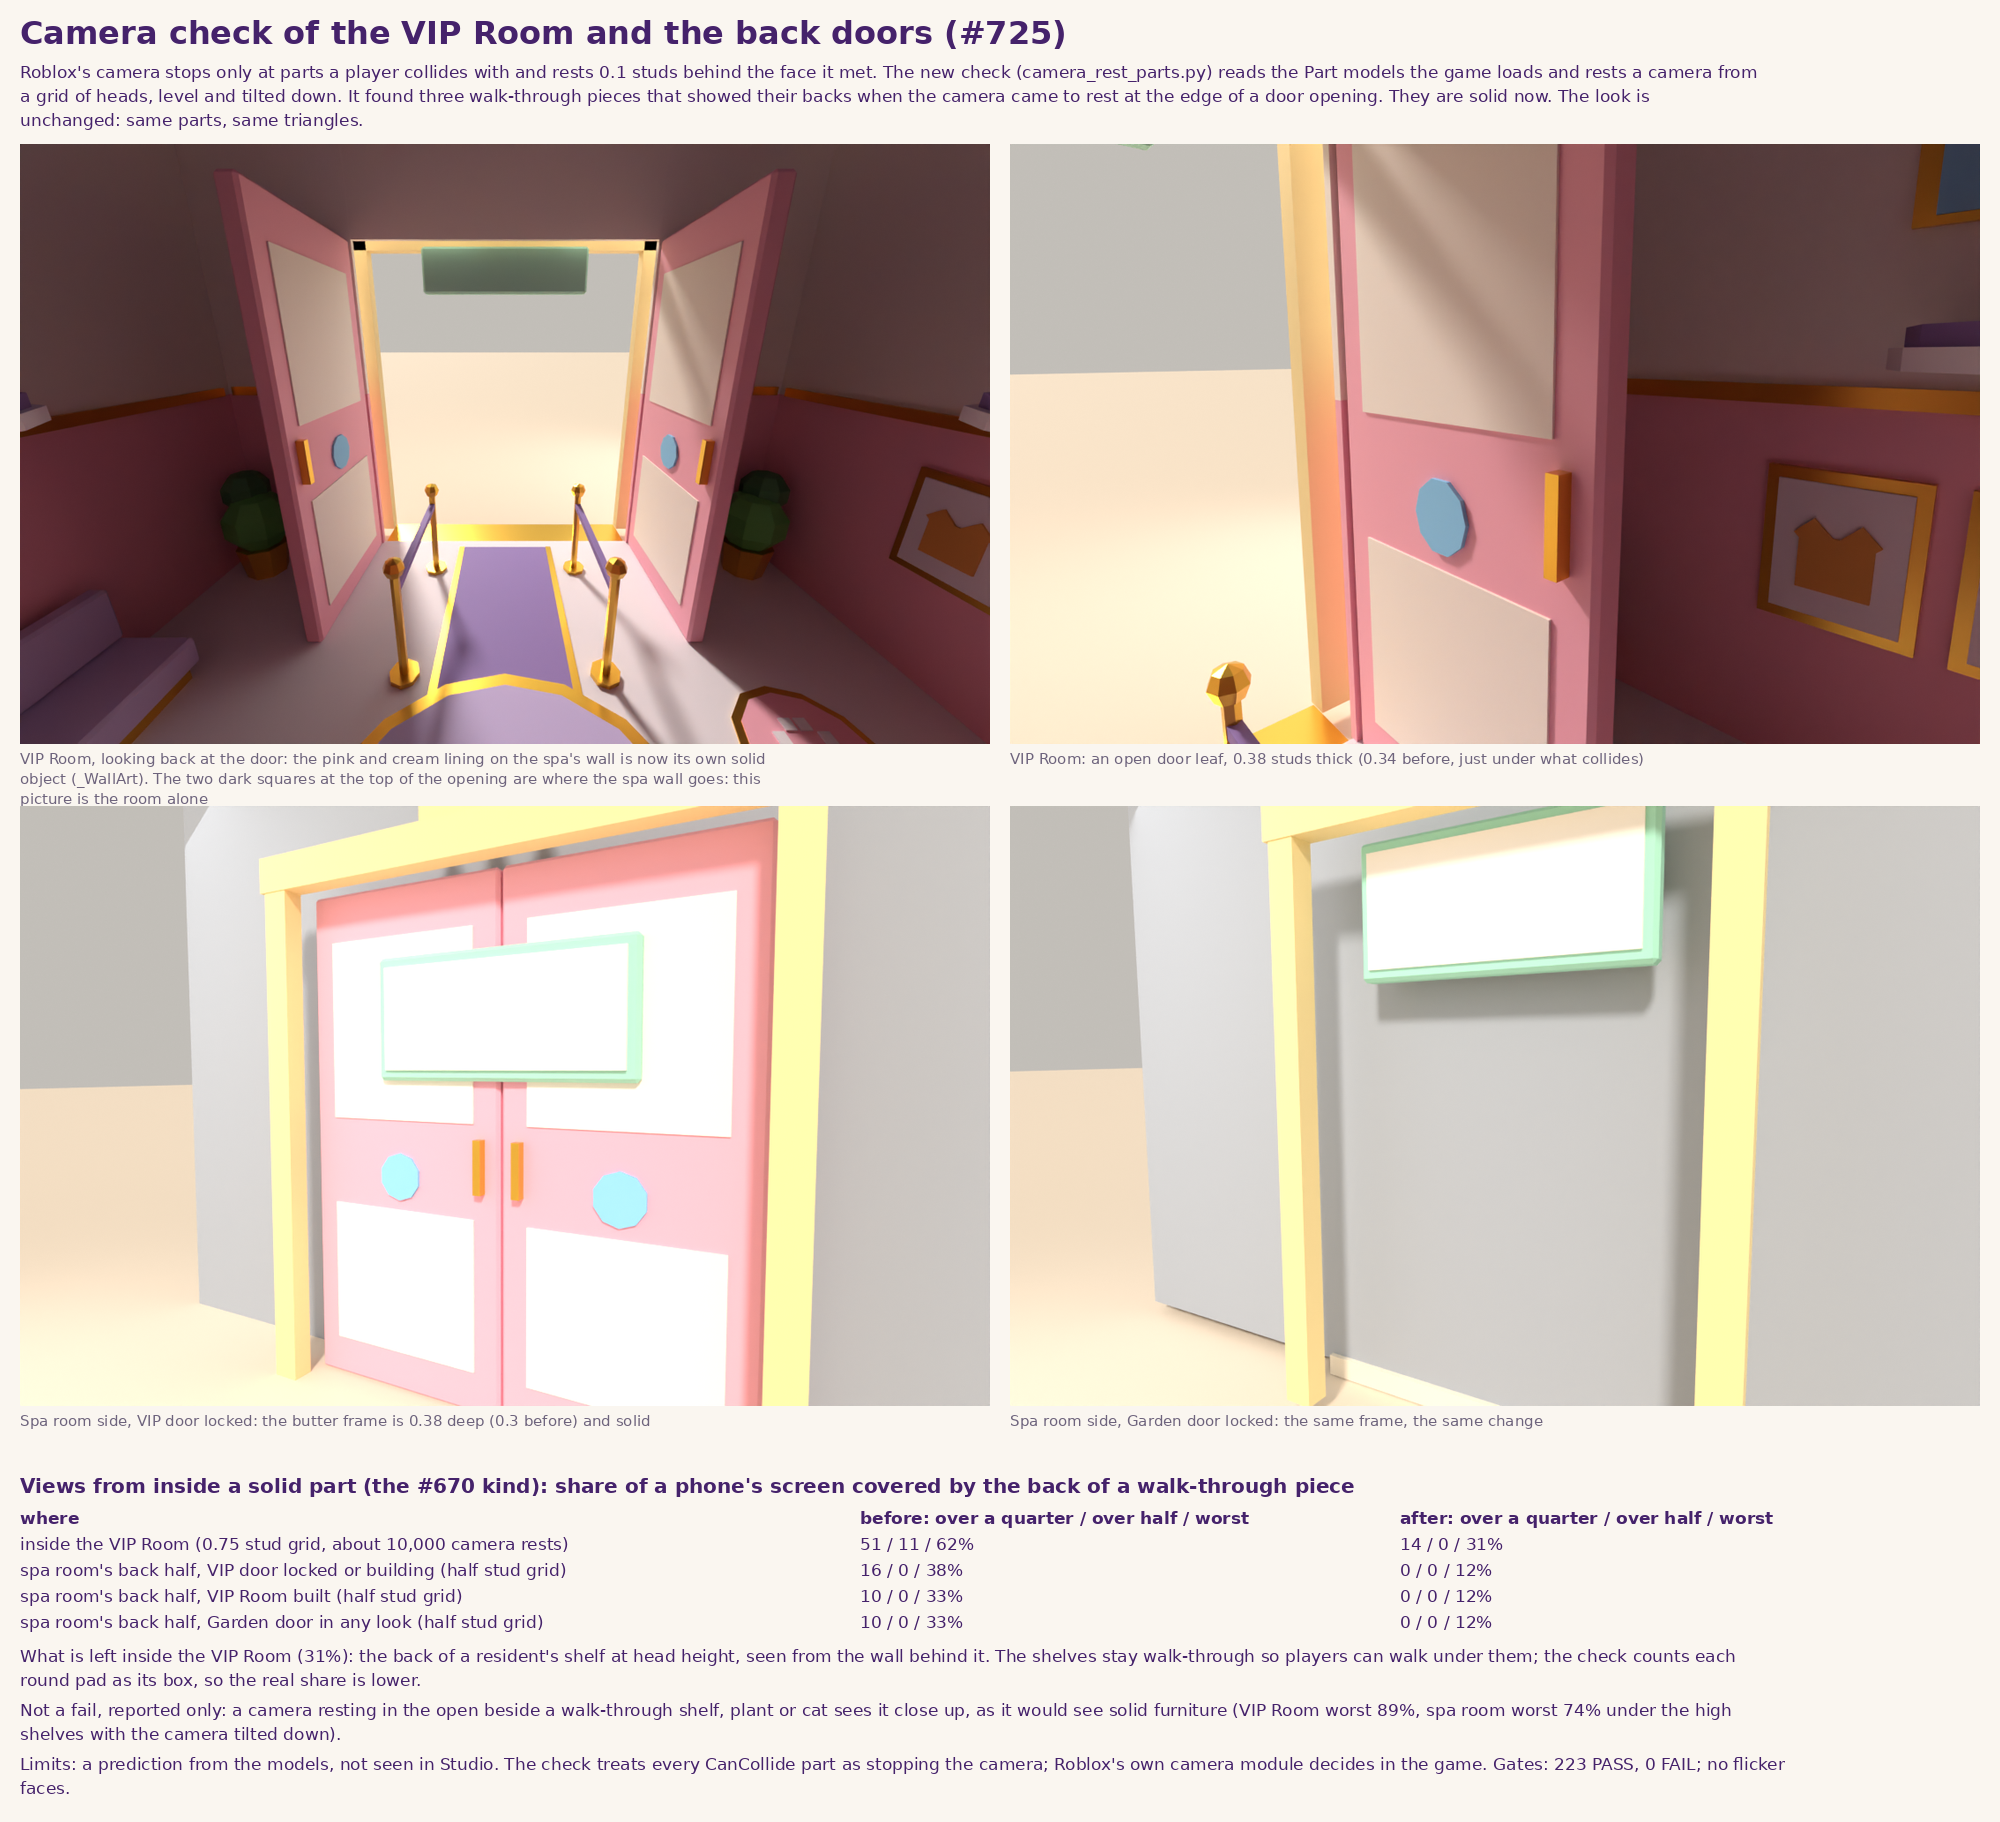 Camera check of the VIP Room and the back doors (#725)
Roblox's camera stops only at parts a player collides with and rests 0.1 studs behind the face it met. The new check (camera_rest_parts.py) reads the Part models the game loads and rests a camera from
a grid of heads, level and tilted down. It found three walk-through pieces that showed their backs when the camera came to rest at the edge of a door opening. They are solid now. The look is
unchanged: same parts, same triangles.
VIP Room, looking back at the door: the pink and cream lining on the spa's wall is now its own solid
object (_WallArt). The two dark squares at the top of the opening are where the spa wall goes: this
picture is the room alone
VIP Room: an open door leaf, 0.38 studs thick (0.34 before, just under what collides)
Spa room side, VIP door locked: the butter frame is 0.38 deep (0.3 before) and solid
Spa room side, Garden door locked: the same frame, the same change
Views from inside a solid part (the #670 kind): share of a phone's screen covered by the back of a walk-through piece
where before: over a quarter / over half / worst after: over a quarter / over half / worst
inside the VIP Room (0.75 stud grid, about 10,000 camera rests) 51 / 11 / 62% 14 / 0 / 31%
spa room's back half, VIP door locked or building (half stud grid) 16 / 0 / 38% 0 / 0 / 12%
spa room's back half, VIP Room built (half stud grid) 10 / 0 / 33% 0 / 0 / 12%
spa room's back half, Garden door in any look (half stud grid) 10 / 0 / 33% 0 / 0 / 12%
What is left inside the VIP Room (31%): the back of a resident's shelf at head height, seen from the wall behind it. The shelves stay walk-through so players can walk under them; the check counts each
round pad as its box, so the real share is lower.
Not a fail, reported only: a camera resting in the open beside a walk-through shelf, plant or cat sees it close up, as it would see solid furniture (VIP Room worst 89%, spa room worst 74% under the high
shelves with the camera tilted down).
Limits: a prediction from the models, not seen in Studio. The check treats every CanCollide part as stopping the camera; Roblox's own camera module decides in the game. Gates: 223 PASS, 0 FAIL; no flicker
faces.